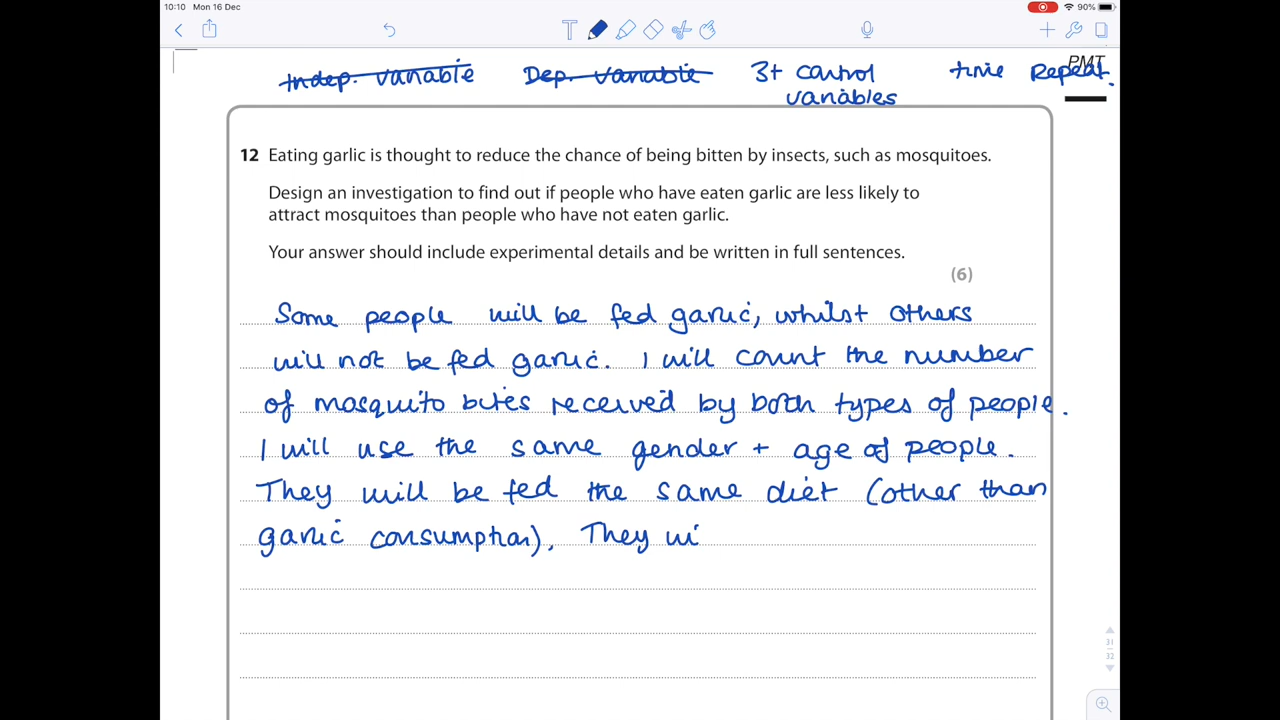 10:10 Mon 16 Dec
90%
Indep. variable Dep. variable 3+ control time Repeat.
variables
PMT
12 Eating garlic is thought to reduce the chance of being bitten by insects, such as mosquitoes.
Design an investigation to find out if people who have eaten garlic are less likely to
attract mosquitoes than people who have not eaten garlic.
Your answer should include experimental details and be written in full sentences.
(6)
Some people will be fed garlic, whilst others
will not be fed garlic. I will count the number
of mosquito bites received by both types of people.
I will use the same gender + age of people.
They will be fed the same diet (other than
garlic consumption). They wi
31
32